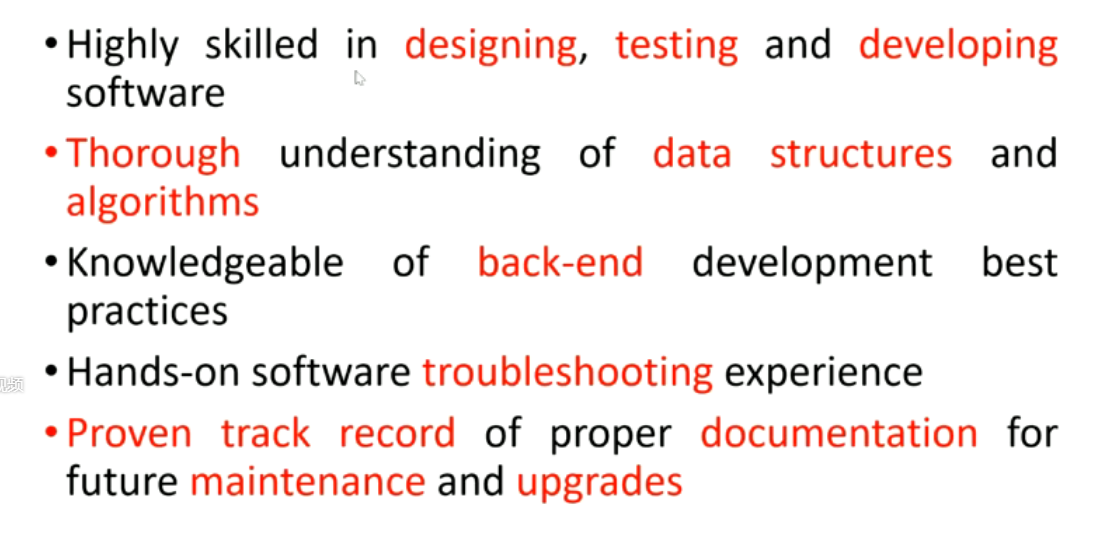 • Highly skilled in designing, testing and developing
software
• Thorough understanding of data structures and
algorithms
• Knowledgeable of back-end development best
practices
• Hands-on software troubleshooting experience
视频
• Proven track record of proper documentation for
future maintenance and upgrades